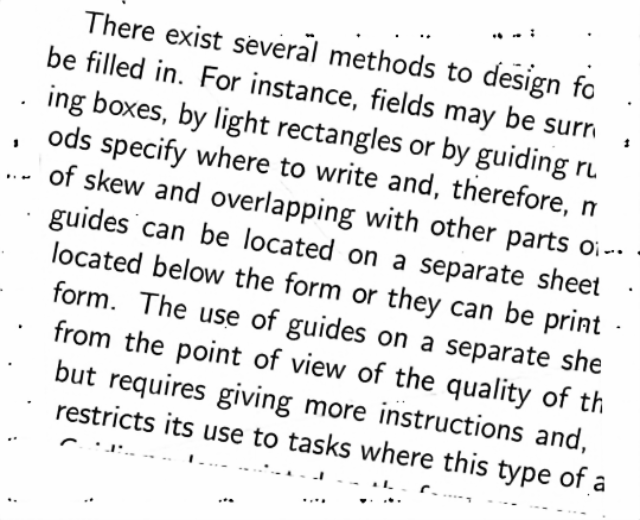 There exist several methods to design
be filled in. For instance, fields may be
ing boxes, by light rectangles or by guiding
ods specify where to write and, therefore,
of skew and overlapping with other parts
guides can be located on a separate sheet
located below the form or they can be print
form. The use of guides on a separate she
from the point of view of the quality of th
but requires giving more instructions and,
restricts its use to tasks where this type of a